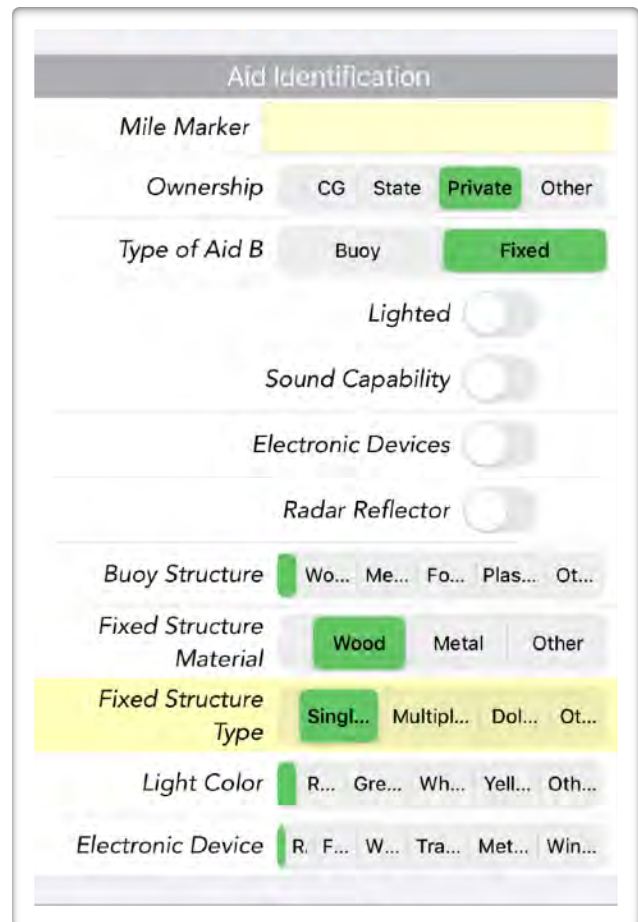 Aid Identification
Mile Marker
Ownership CG State Private Other
Type of Aid B Buoy Fixed
Lighted
Sound Capability
Electronic Devices
Radar Reflector
Buoy Structure Wo... Me... Fo... Plas... Ot...
Fixed Structure
Material Wood Metal Other
Fixed Structure
Type Singl... Multipl... Dol... Ot...
Light Color R... Gre... Wh... Yell... Oth...
Electronic Device R. F... W... Tra... Met... Win...